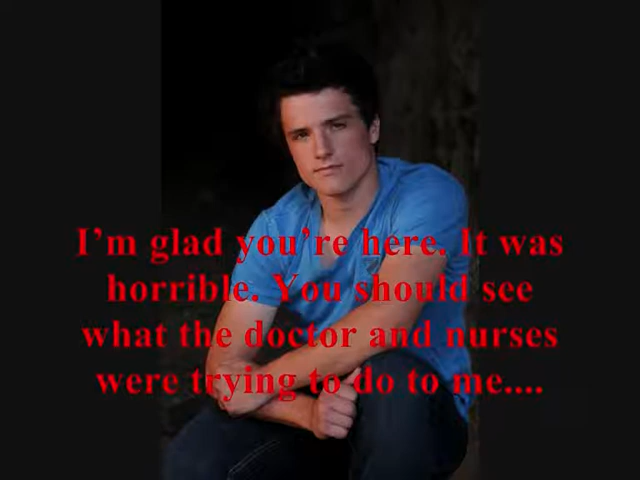 I’m glad you’re here. It was
horrible. You should see
what the doctor and nurses
were trying to do to me....